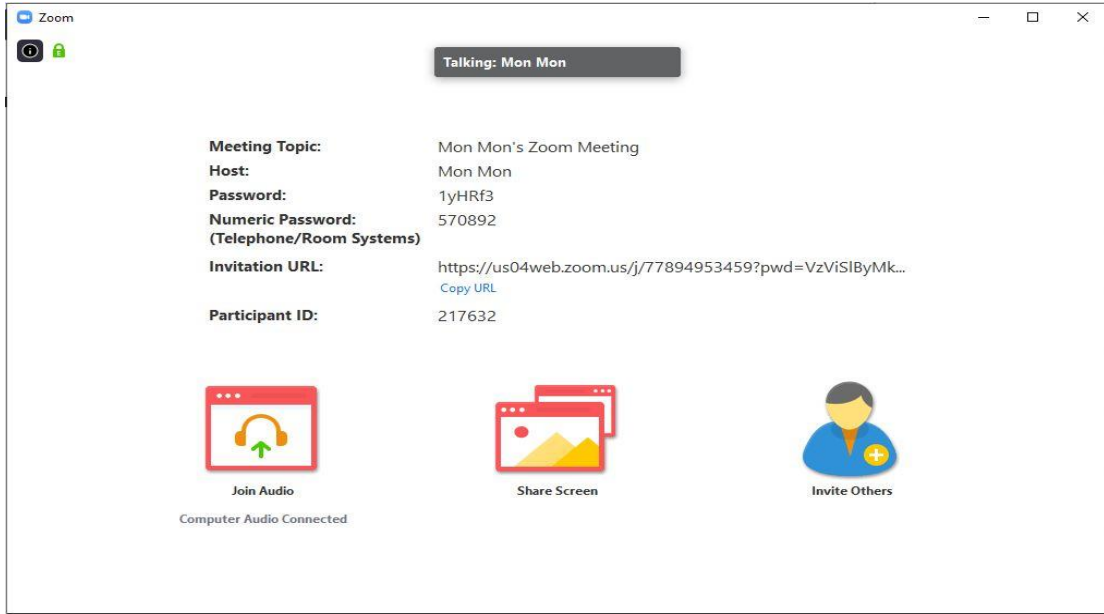 Zoom
Talking: Mon Mon
Meeting Topic: Mon Mon's Zoom Meeting
Host: Mon Mon
Password: 1yHRf3
Numeric Password: 570892
(Telephone/Room Systems)
Invitation URL: https://us04web.zoom.us/j/77894953459?pwd=VzViSlByMk...
Copy URL
Participant ID: 217632
Join Audio
Share Screen
Invite Others
Computer Audio Connected